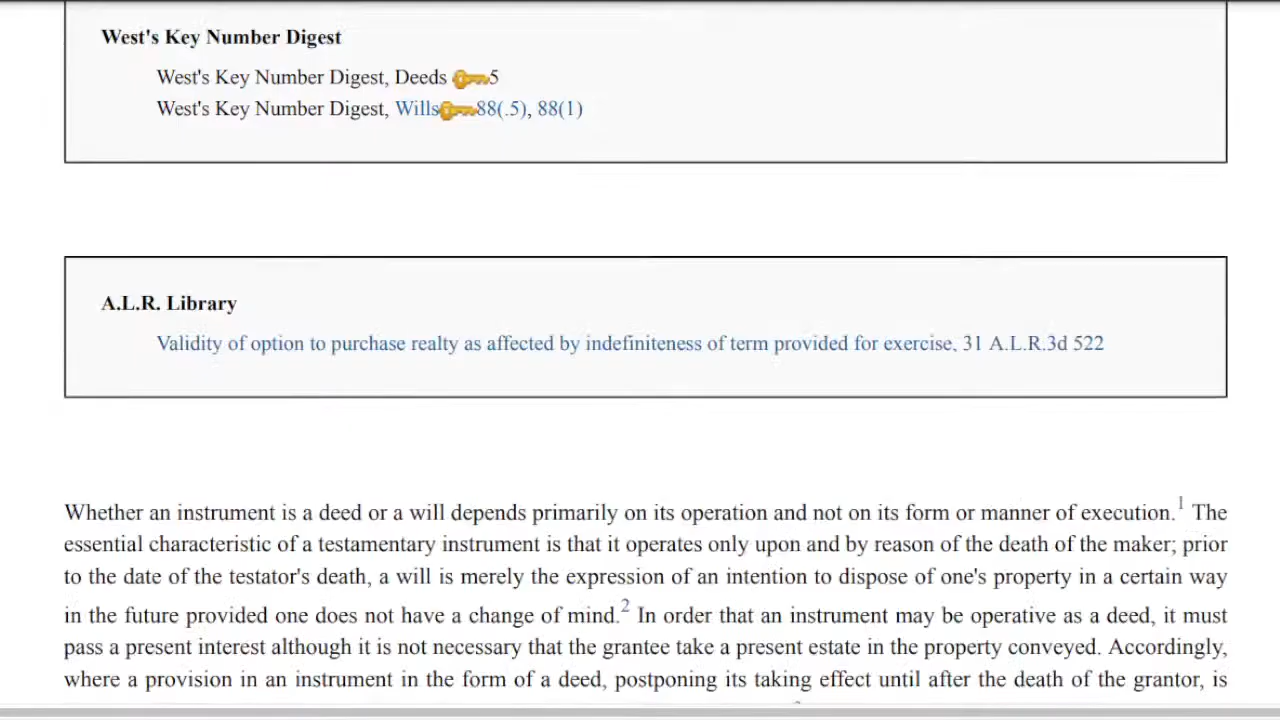 West's Key Number Digest
West's Key Number Digest, Deeds 5
West's Key Number Digest, Wills 88(.5), 88(1)
A.L.R. Library
Validity of option to purchase realty as affected by indefiniteness of term provided for exercise, 31 A.L.R.3d 522
Whether an instrument is a deed or a will depends primarily on its operation and not on its form or manner of execution.1 The
essential characteristic of a testamentary instrument is that it operates only upon and by reason of the death of the maker; prior
to the date of the testator's death, a will is merely the expression of an intention to dispose of one's property in a certain way
in the future provided one does not have a change of mind.2 In order that an instrument may be operative as a deed, it must
pass a present interest although it is not necessary that the grantee take a present estate in the property conveyed. Accordingly,
where a provision in an instrument in the form of a deed, postponing its taking effect until after the death of the grantor, is